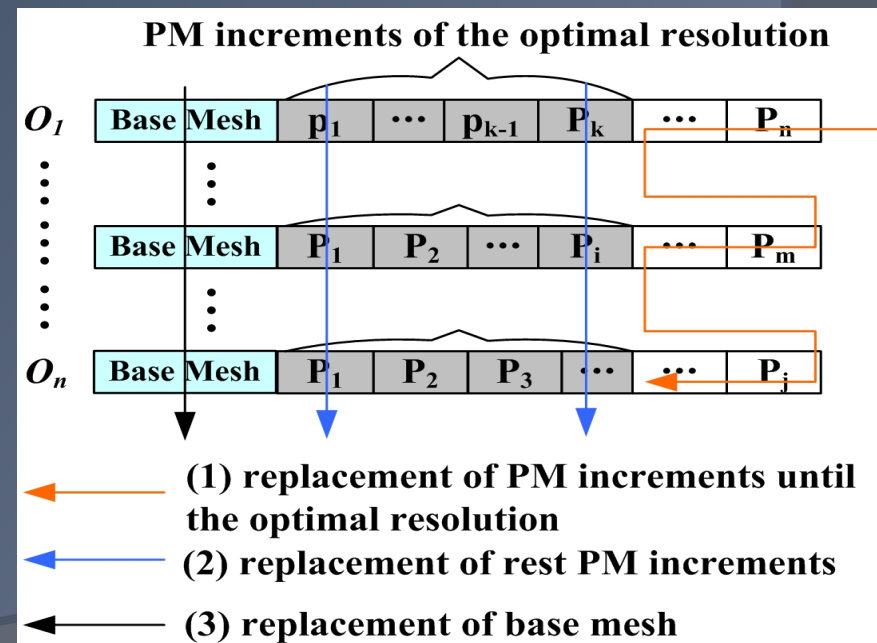 PM increments of the optimal resolution
O1 Base Mesh p1 ... pk-1 Pk ... Pn
Base Mesh P1 P2 ... Pi ... Pm
On Base Mesh P1 P2 P3 ... ... Pj
(1) replacement of PM increments until
the optimal resolution
(2) replacement of rest PM increments
(3) replacement of base mesh